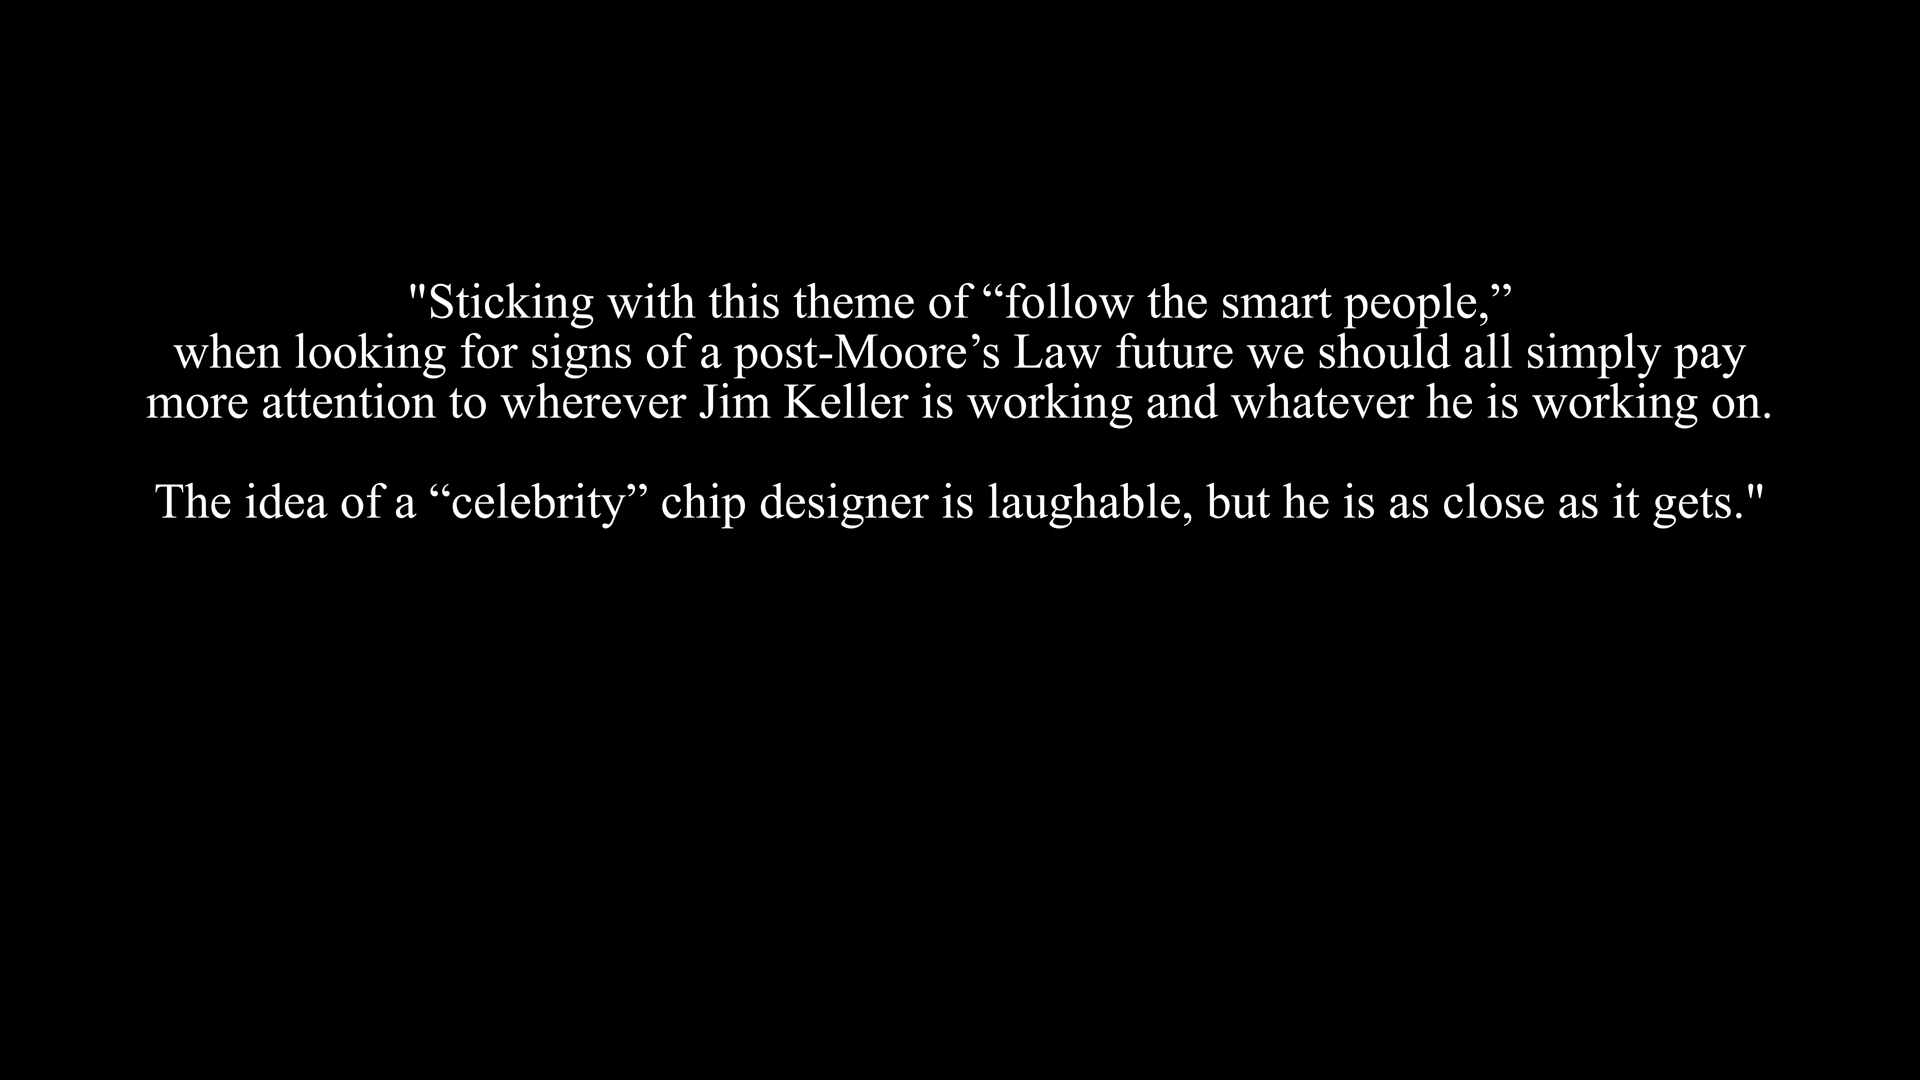 "Sticking with this theme of “follow the smart people,”
when looking for signs of a post-Moore’s Law future we should all simply pay
more attention to wherever Jim Keller is working and whatever he is working on.
The idea of a “celebrity” chip designer is laughable, but he is as close as it gets."